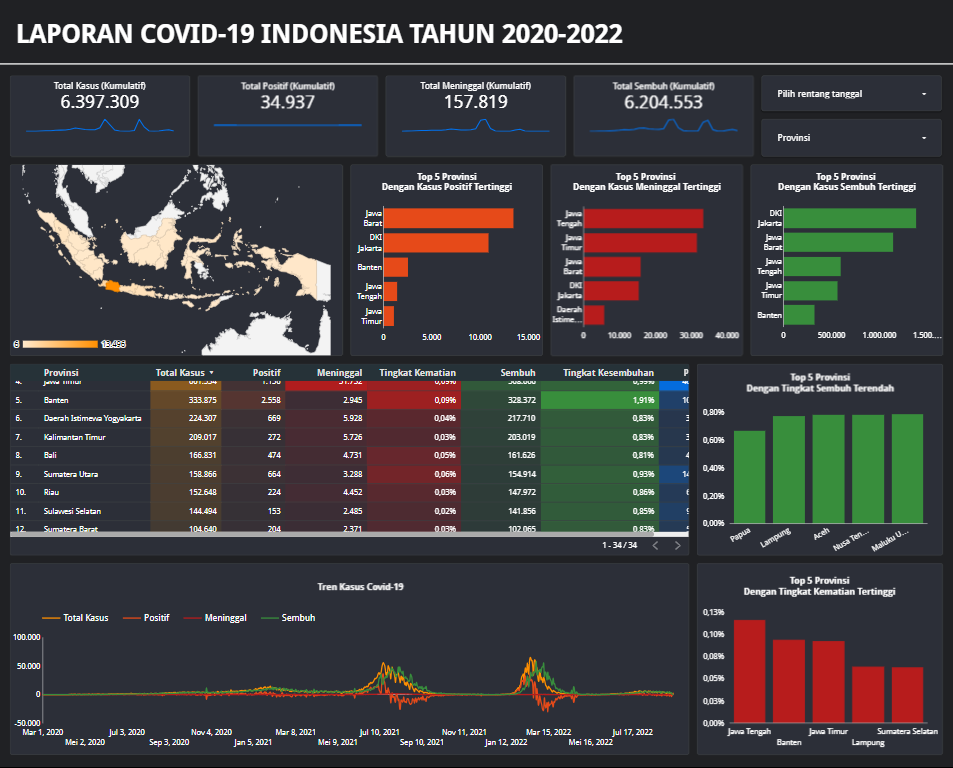 LAPORAN COVID-19 INDONESIA TAHUN 2020-2022
Total Kasus (Kumulatif)
6.397.309
Total Positif (Kumulatif)
34.937
Total Meninggal (Kumulatif)
157.819
Total Sembuh (Kumulatif)
6.204.553
Pilih rentang tanggal
Provinsi
Top 5 Provinsi
Dengan Kasus Positif Tertinggi
Jawa
Barat
DKI
Jakarta
Banten
Jawa
Tengah
Jawa
Timur
0 5.000 10.000 15.000
Top 5 Provinsi
Dengan Kasus Meninggal Tertinggi
Jawa
Tengah
Jawa
Timur
Jawa
Barat
DKI
Jakarta
Daerah
Istime...
0.000 10.000 20.000 30.000 40.000
Top 5 Provinsi
Dengan Kasus Sembuh Tertinggi
DKI
Jakarta
Jawa
Barat
Jawa
Tengah
Jawa
Timur
Banten
0 500.000 1.000.000 1.500...
Provinsi Total Kasus Positif Meninggal Tingkat Kematian Sembuh Tingkat Kesembuhan P
4. Jawa Timur 31.732 0,09% 0,99%
5. Banten 333.875 2.558 2.945 0,09% 328.372 1,91% 10
6. Daerah Istimewa Yogyakarta 224.307 669 5.928 0,04% 217.710 0,83% 3
7. Kalimantan Timur 209.017 272 5.726 0,03% 203.019 0,83% 3
8. Bali 166.831 474 4.731 0,05% 161.626 0,81% 4
9. Sumatera Utara 158.866 664 3.288 0,06% 154.914 0,93% 14
10. Riau 152.648 224 4.452 0,03% 147.972 0,86% 6
11. Sulawesi Selatan 144.494 153 2.485 0,02% 141.856 0,85% 9
12. Sumatera Barat 104.640 204 2.371 0,03% 102.065 0,83% 5
1 - 34 / 34
Top 5 Provinsi
Dengan Tingkat Sembuh Terendah
0,80%
0,60%
0,40%
0,20%
0,00%
Papua Lampung Aceh Nusa Ten... Maluku U...
Tren Kasus Covid-19
Total Kasus Positif Meninggal Sembuh
100.000
50.000
0
-50.000
Mar 1, 2020 Jul 3, 2020 Nov 4, 2020 Mar 8, 2021 Jul 10, 2021 Nov 11, 2021 Mar 15, 2022 Jul 17, 2022
Mei 2, 2020 Sep 3, 2020 Jan 5, 2021 Mei 9, 2021 Sep 10, 2021 Jan 12, 2022 Mei 16, 2022
Top 5 Provinsi
Dengan Tingkat Kematian Tertinggi
0,13%
0,10%
0,08%
0,05%
0,03%
0,00%
Jawa Tengah Jawa Timur Sumatera Selatan
Banten Lampung